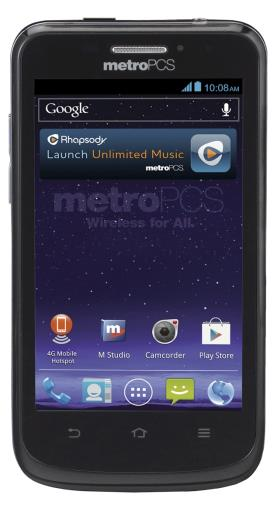 metroPCS
10:08AM
Google
Rhapsody
Launch Unlimited Music
metroPCS.
metroPCS
Wireless for All.
4G Mobile
Hotspot
M Studio
Camcorder
Play Store